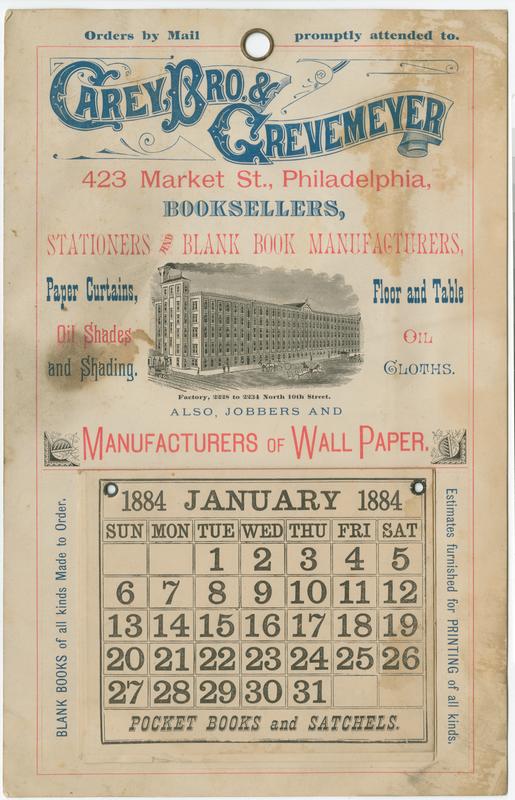 Orders by Mail promptly attended to.
CAREY, BRO. & GREVEMEYER
423 Market St., Philadelphia,
BOOKSELLERS,
STATIONERS AND BLANK BOOK MANUFACTURERS,
Paper Curtains,
Oil Shades
and Shading.
Floor and Table
OIL
CLOTHS.
Factory, 2228 to 2234 North 10th Street.
ALSO, JOBBERS AND
MANUFACTURERS OF WALL PAPER.
BLANK BOOKS of all kinds Made to Order.
1884 JANUARY 1884
SUN MON TUE WED THU FRI SAT
1 2 3 4 5
6 7 8 9 10 11 12
13 14 15 16 17 18 19
20 21 22 23 24 25 26
27 28 29 30 31
POCKET BOOKS and SATCHELS.
Estimates furnished for PRINTING of all kinds.